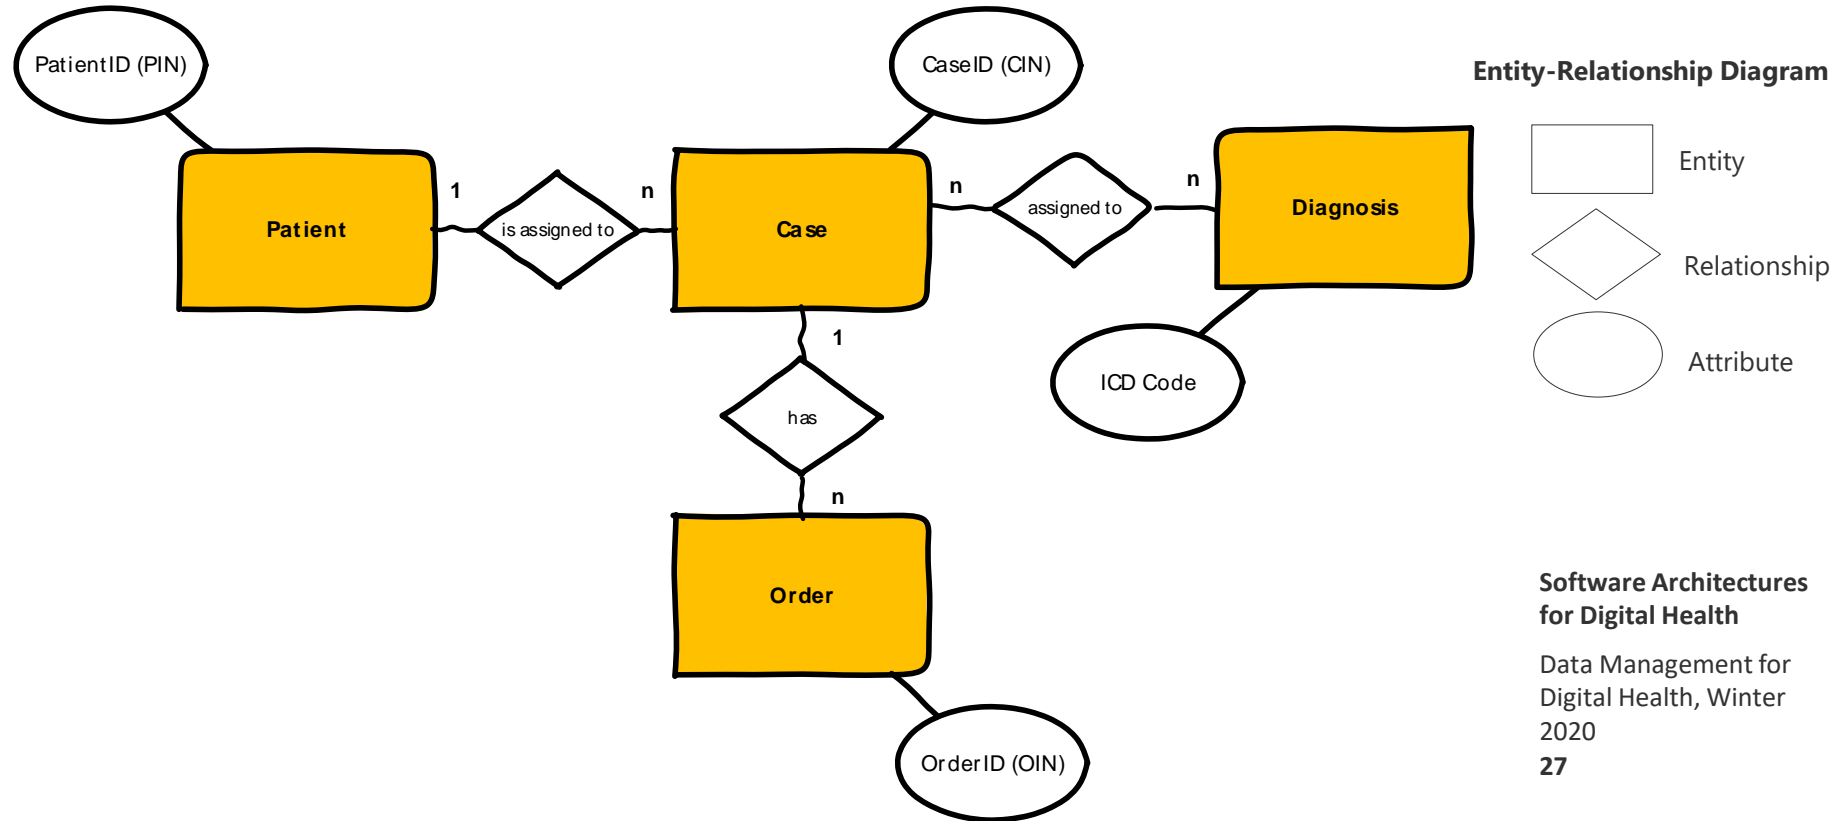 PatientID (PIN)
CaseID (CIN)
Entity-Relationship Diagram
Patient
1
is assigned to
n
Case
n
assigned to
n
Diagnosis
Entity
Relationship
Attribute
1
has
n
ICD Code
Order
OrderID (OIN)
Software Architectures
for Digital Health
Data Management for
Digital Health, Winter
2020
27